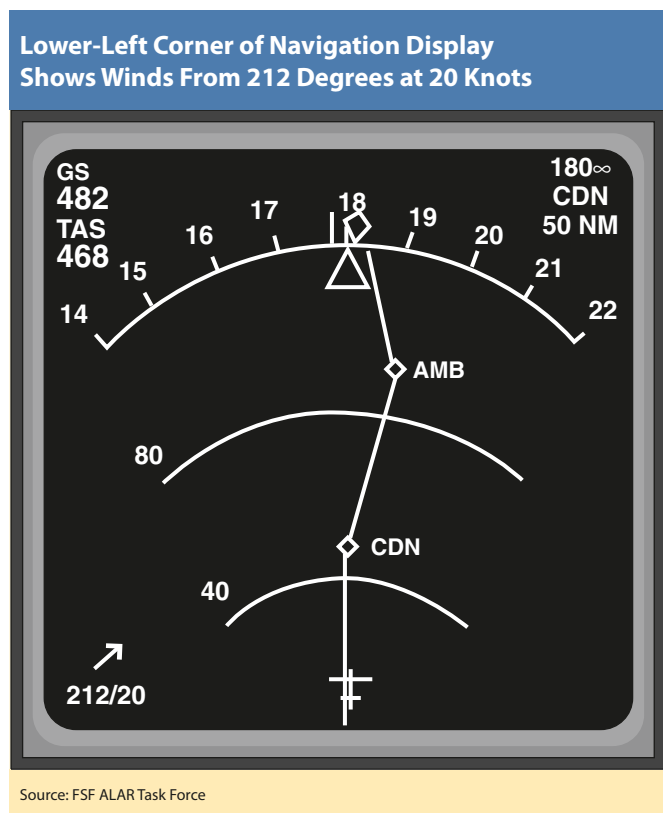 Lower-Left Corner of Navigation Display
Shows Winds From 212 Degrees at 20 Knots
GS
482
TAS
468
180∞
CDN
50 NM
14
15
16
17
18
19
20
21
22
AMB
80
CDN
40
212/20
Source: FSF ALAR Task Force